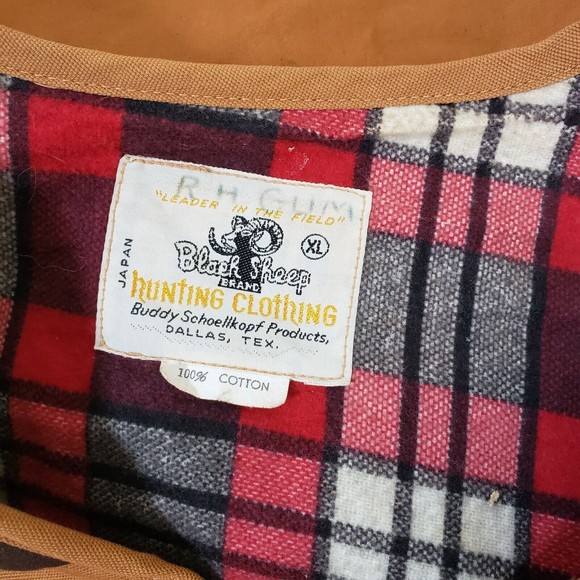 R H GUM
"LEADER IN THE FIELD"
XL
Black Sheep
BRAND
HUNTING CLOTHING
Buddy Schoellkopf Products,
DALLAS, TEX.
JAPAN
100% COTTON